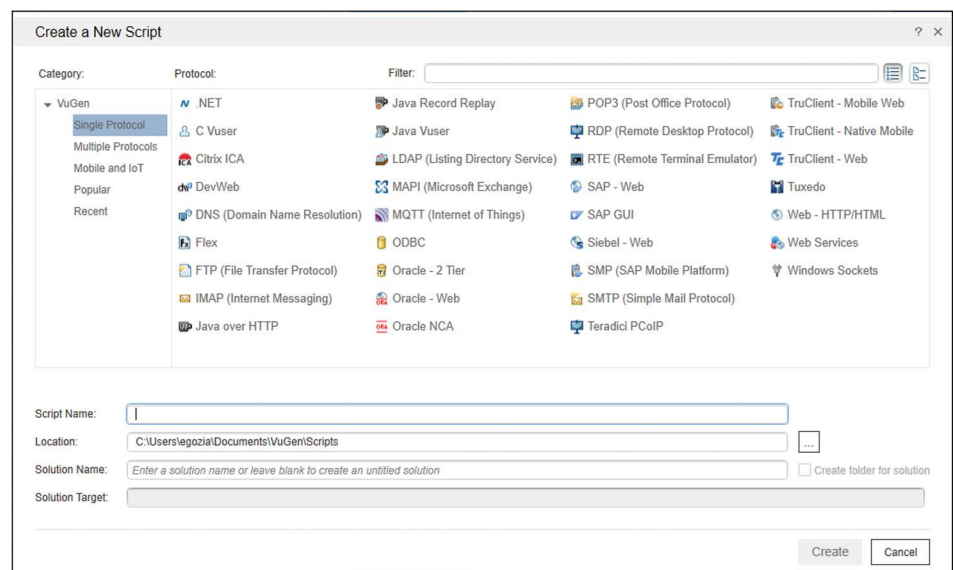 Create a New Script ? ×
Category: Protocol: Filter:
VuGen
Single Protocol
Multiple Protocols
Mobile and IoT
Popular
Recent
.NET
C Vuser
Citrix ICA
DevWeb
DNS (Domain Name Resolution)
Flex
FTP (File Transfer Protocol)
IMAP (Internet Messaging)
Java over HTTP
Java Record Replay
Java Vuser
LDAP (Listing Directory Service)
MAPI (Microsoft Exchange)
MQTT (Internet of Things)
ODBC
Oracle - 2 Tier
Oracle - Web
Oracle NCA
POP3 (Post Office Protocol)
RDP (Remote Desktop Protocol)
RTE (Remote Terminal Emulator)
SAP - Web
SAP GUI
Siebel - Web
SMP (SAP Mobile Platform)
SMTP (Simple Mail Protocol)
Teradici PCoIP
TruClient - Mobile Web
TruClient - Native Mobile
TruClient - Web
Tuxedo
Web - HTTP/HTML
Web Services
Windows Sockets
Script Name:
Location: C:\Users\egozia\Documents\VuGen\Scripts ...
Solution Name: Enter a solution name or leave blank to create an untitled solution Create folder for solution
Solution Target:
Create Cancel